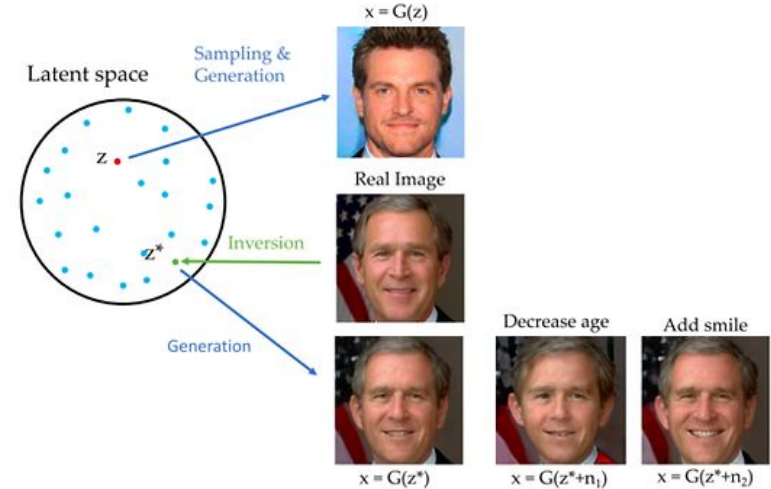 x = G(z)
Sampling &
Generation
Latent space
z
Real Image
z*
Inversion
Generation
Decrease age
Add smile
x = G(z*)
x = G(z*+n₁)
x = G(z*+n₂)